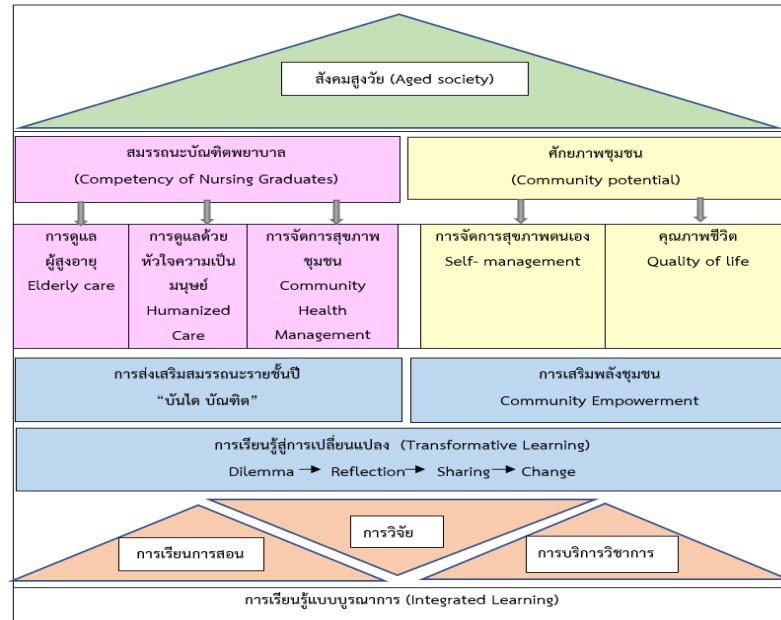 สังคมสูงวัย (Aged society)
สมรรถนะบัณฑิตพยาบาล
(Competency of Nursing Graduates)
ศักยภาพชุมชน
(Community potential)
การดูแล
ผู้สูงอายุ
Elderly care
การดูแลด้วย
หัวใจความเป็น
มนุษย์
Humanized
Care
การจัดการสุขภาพ
ชุมชน
Community
Health
Management
การจัดการสุขภาพตนเอง
Self- management
คุณภาพชีวิต
Quality of life
การส่งเสริมสมรรถนะรายชั้นปี
“บันได บัณฑิต”
การเสริมพลังชุมชน
Community Empowerment
การเรียนรู้สู่การเปลี่ยนแปลง (Transformative Learning)
Dilemma → Reflection → Sharing → Change
การวิจัย
การเรียนการสอน
การบริการวิชาการ
การเรียนรู้แบบบูรณาการ (Integrated Learning)